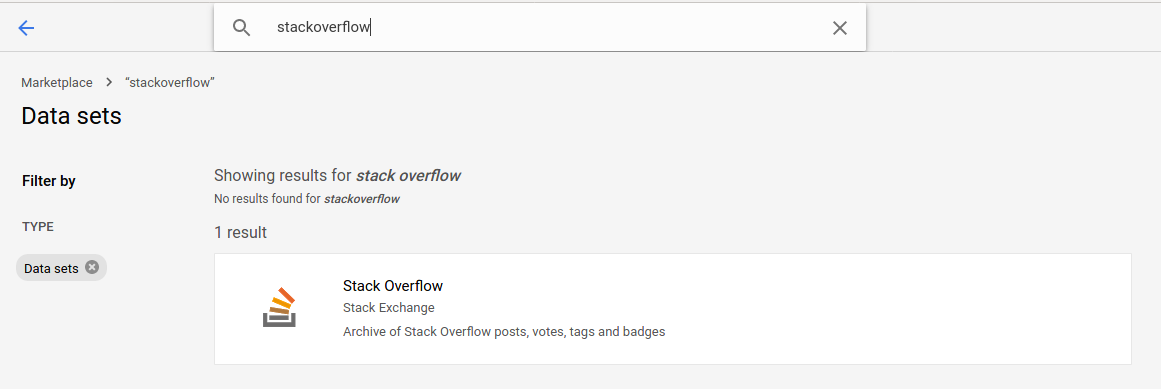 stackoverflow
Marketplace > “stackoverflow”
Data sets
Filter by
TYPE
Data sets
Showing results for stack overflow
No results found for stackoverflow
1 result
Stack Overflow
Stack Exchange
Archive of Stack Overflow posts, votes, tags and badges